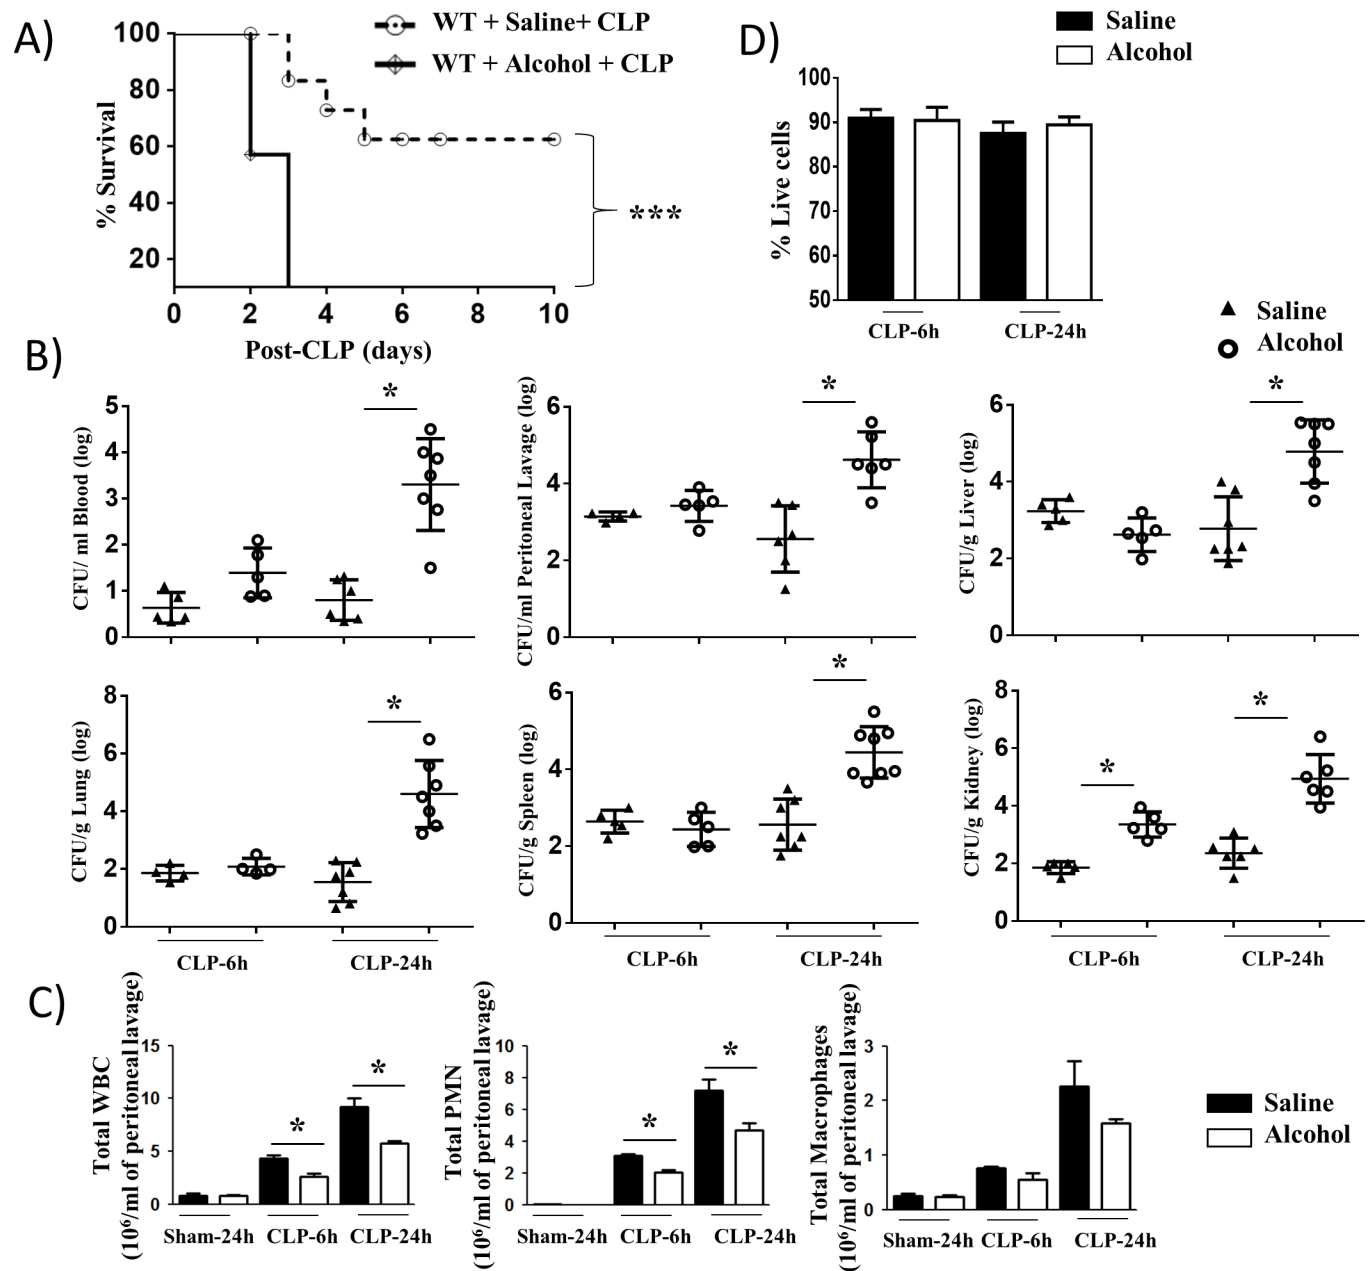 A)
WT + Saline+ CLP
WT + Alcohol + CLP
% Survival
100
80
60
40
20
0
2
4
6
8
10
Post-CLP (days)
***
D)
Saline
Alcohol
% Live cells
100
90
80
70
60
50
CLP-6h
CLP-24h
B)
Saline
Alcohol
CFU/ ml Blood (log)
5
4
3
2
1
0
*
CFU/ml Peritoneal Lavage (log)
6
4
2
0
*
CFU/g Liver (log)
6
4
2
0
*
CFU/g Lung (log)
8
6
4
2
0
*
CLP-6h
CLP-24h
CFU/g Spleen (log)
6
4
2
0
*
CLP-6h
CLP-24h
CFU/g Kidney (log)
8
6
4
2
0
*
*
CLP-6h
CLP-24h
C)
Total WBC
(10⁶/ml of peritoneal lavage)
15
10
5
0
*
*
Sham-24h
CLP-6h
CLP-24h
Total PMN
(10⁶/ml of peritoneal lavage)
10
8
6
4
2
0
*
*
Sham-24h
CLP-6h
CLP-24h
Total Macrophages
(10⁶/ml of peritoneal lavage)
3
2
1
0
Sham-24h
CLP-6h
CLP-24h
Saline
Alcohol